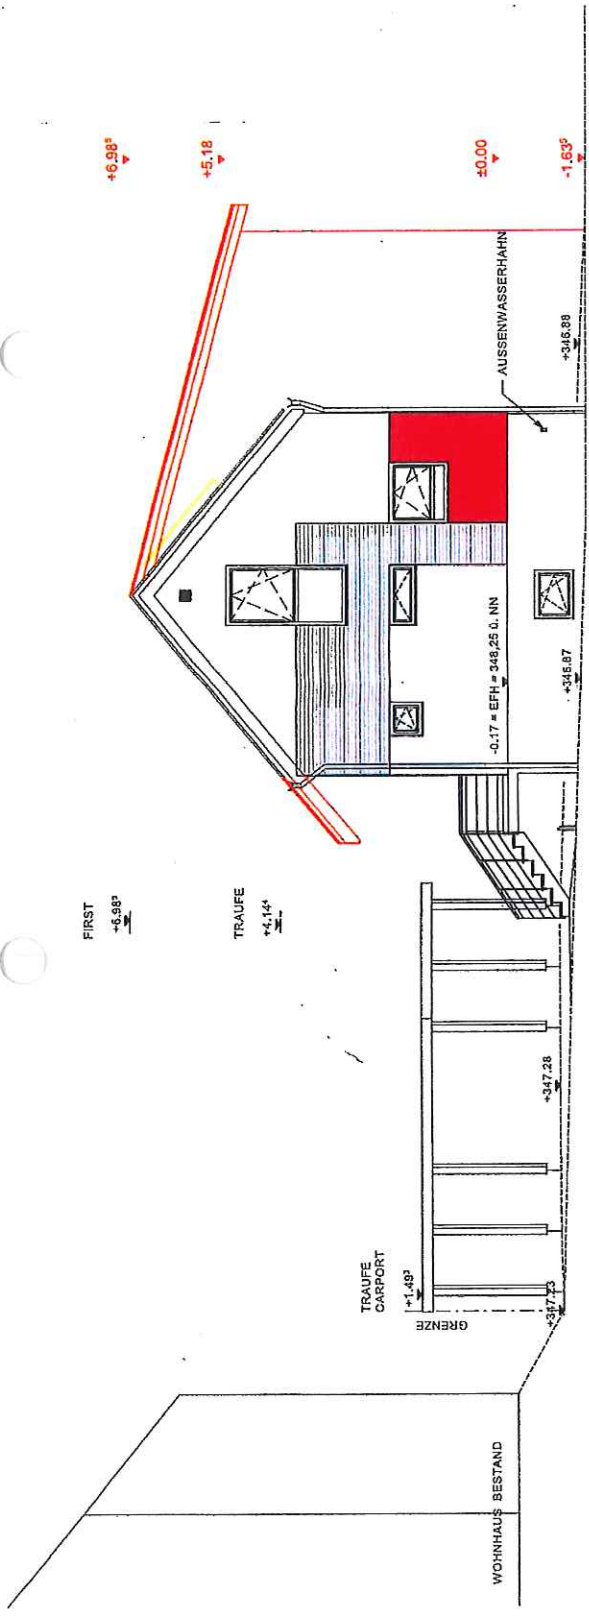 FIRST
+6.98⁵
TRAUFE
+4.14⁴
TRAUFE
CARPORT
+1.49³
GRENZE
+347.23
+347.28
WOHNHAUS BESTAND
-0.17 = EFH = 348,25 ü. NN
+346.87
+346.88
AUSSENWASSERHAHN
+6.98⁵
+5.18
±0.00
-1.63⁵